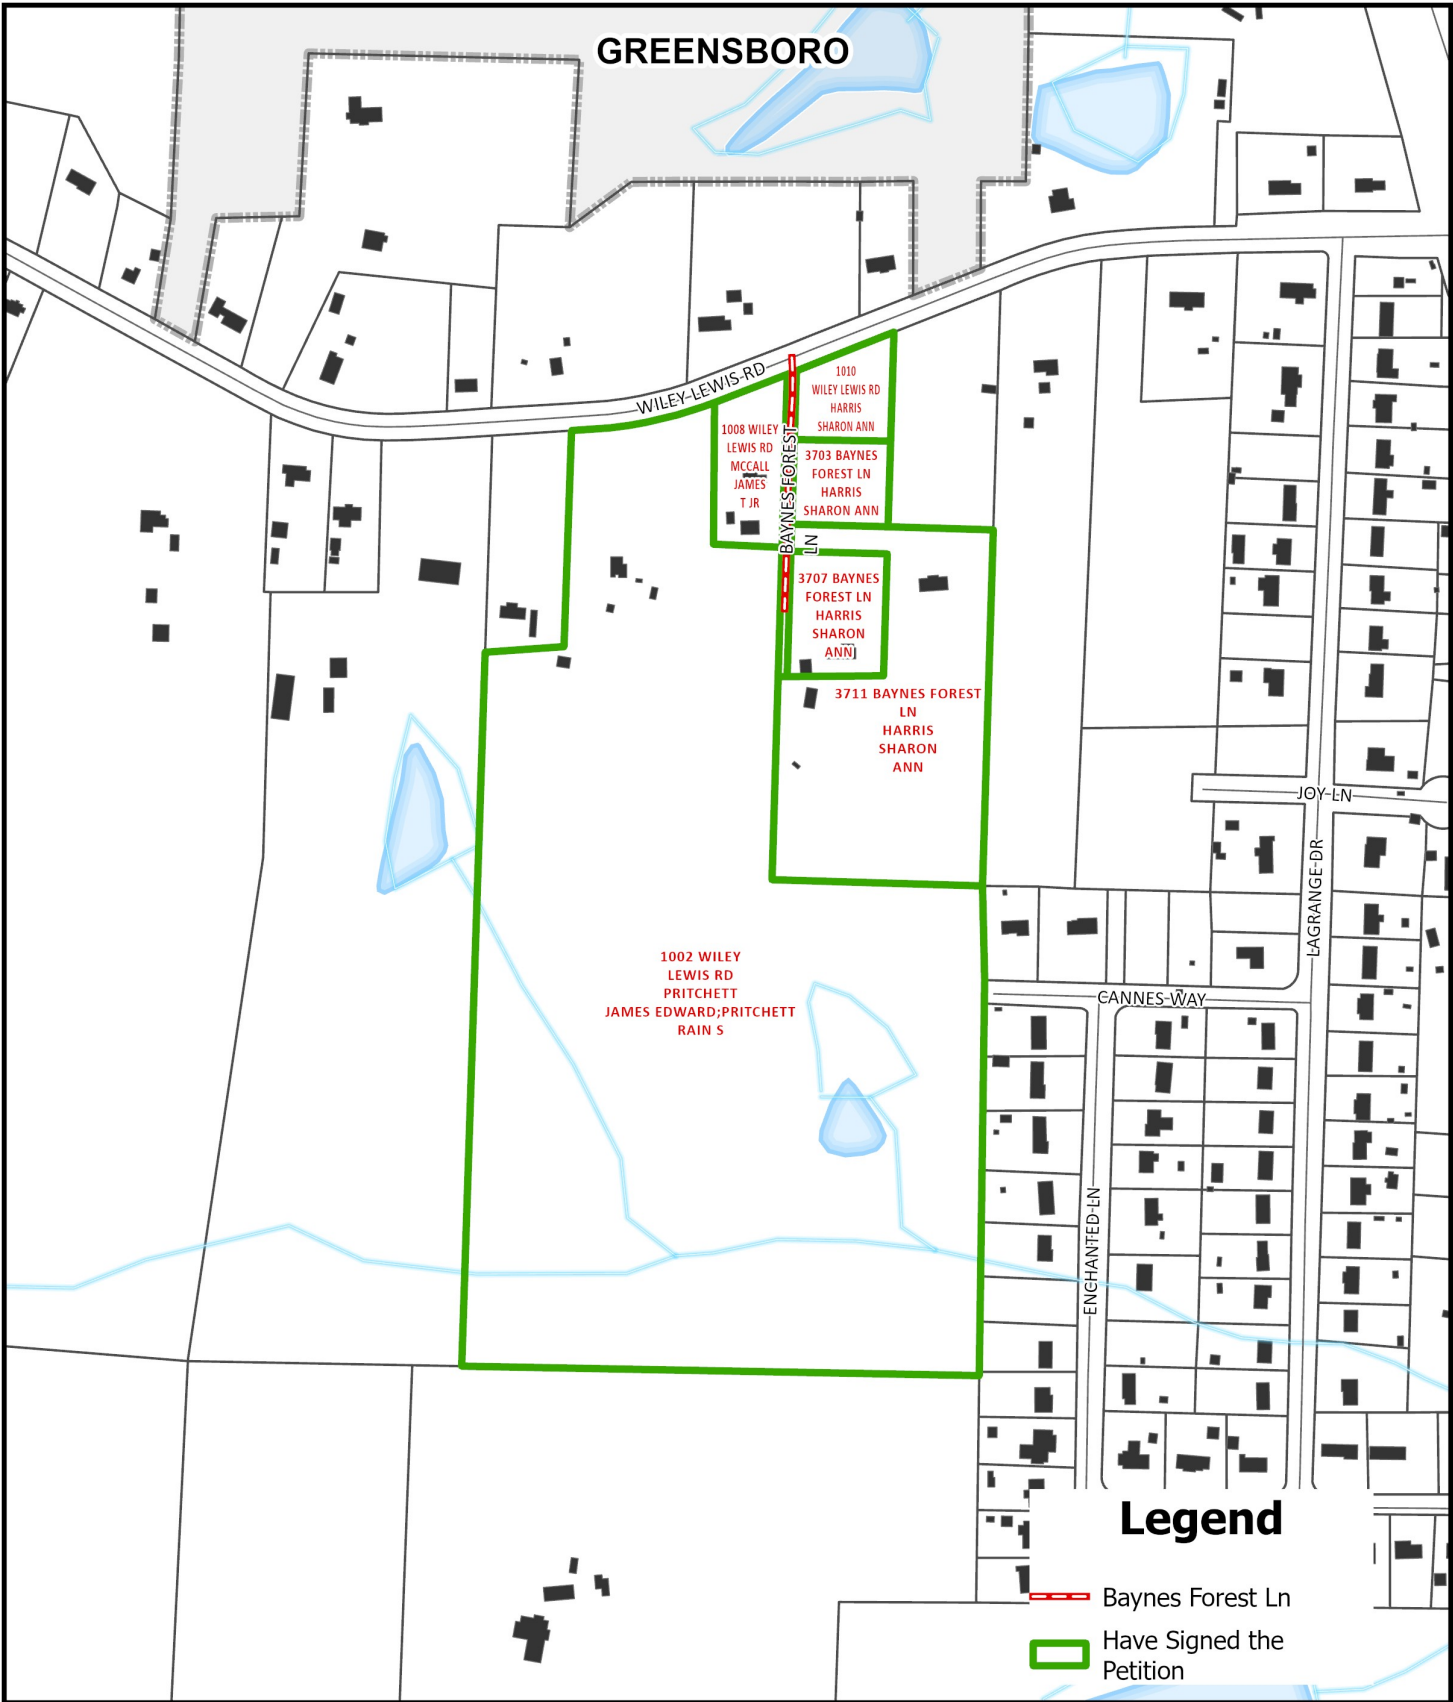 GREENSBORO
WILEY LEWIS RD
1010
WILEY LEWIS RD
HARRIS
SHARON ANN
1008 WILEY
LEWIS RD
MCCALL
JAMES
T JR
BAYNES FOREST
LN
3703 BAYNES
FOREST LN
HARRIS
SHARON ANN
3707 BAYNES
FOREST LN
HARRIS
SHARON
ANN
3711 BAYNES FOREST
LN
HARRIS
SHARON
ANN
JOY LN
LAGRANGE DR
1002 WILEY
LEWIS RD
PRITCHETT
JAMES EDWARD;PRITCHETT
RAIN S
CANNES WAY
ENCHANTED LN
Legend
Baynes Forest Ln
Have Signed the
Petition